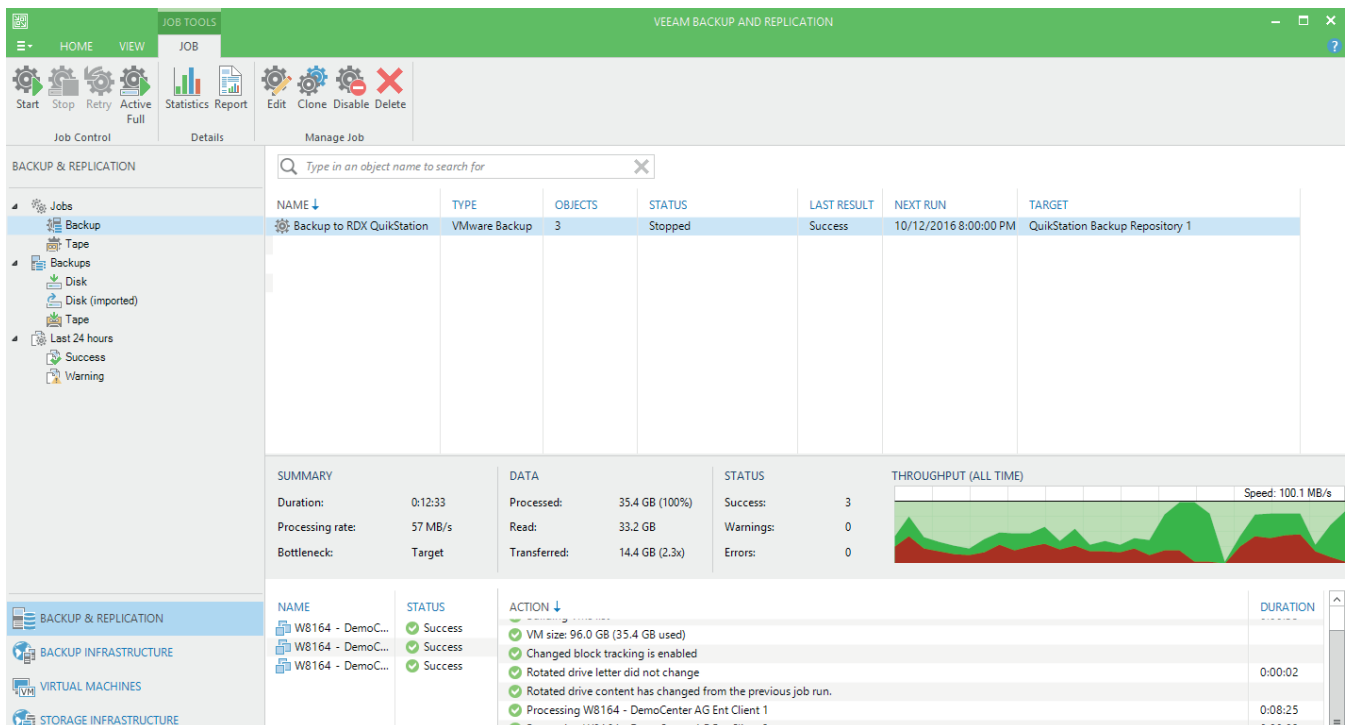 JOB TOOLS
VEEAM BACKUP AND REPLICATION
HOME VIEW JOB
Start Stop Retry Active Full
Statistics Report
Edit Clone Disable Delete
Job Control Details Manage Job
BACKUP & REPLICATION
Type in an object name to search for
Jobs
Backup
Tape
Backups
Disk
Disk (imported)
Tape
Last 24 hours
Success
Warning
NAME TYPE OBJECTS STATUS LAST RESULT NEXT RUN TARGET
Backup to RDX QuikStation VMware Backup 3 Stopped Success 10/12/2016 8:00:00 PM QuikStation Backup Repository 1
SUMMARY DATA STATUS THROUGHPUT (ALL TIME)
Speed: 100.1 MB/s
Duration: 0:12:33 Processed: 35.4 GB (100%) Success: 3
Processing rate: 57 MB/s Read: 33.2 GB Warnings: 0
Bottleneck: Target Transferred: 14.4 GB (2.3x) Errors: 0
BACKUP & REPLICATION
BACKUP INFRASTRUCTURE
VIRTUAL MACHINES
STORAGE INFRASTRUCTURE
NAME STATUS
W8164 - DemoC... Success
W8164 - DemoC... Success
W8164 - DemoC... Success
ACTION DURATION
VM size: 96.0 GB (35.4 GB used)
Changed block tracking is enabled
Rotated drive letter did not change 0:00:02
Rotated drive content has changed from the previous job run.
Processing W8164 - DemoCenter AG Ent Client 1 0:08:25